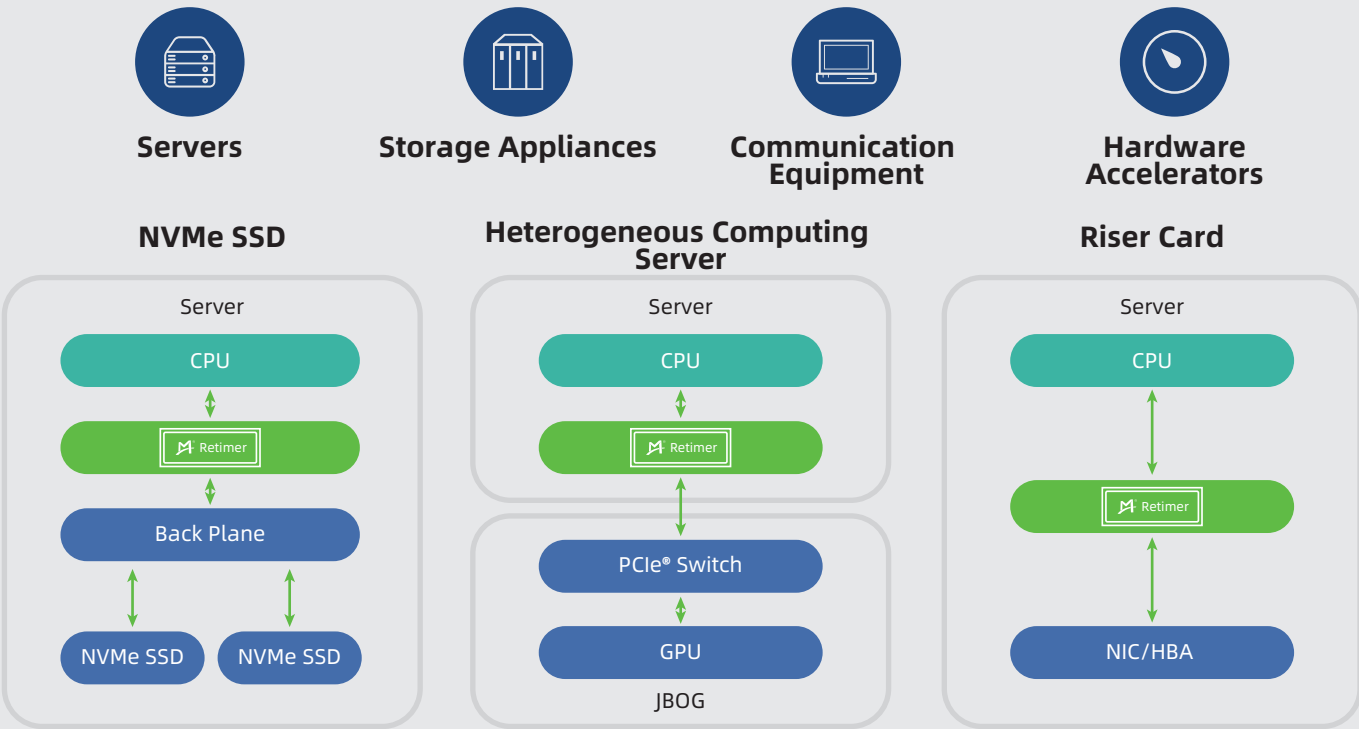 Servers
Storage Appliances
Communication
Equipment
Hardware
Accelerators
NVMe SSD
Heterogeneous Computing
Server
Riser Card
Server
CPU
Retimer
Back Plane
NVMe SSD
NVMe SSD
Server
CPU
Retimer
PCIe® Switch
GPU
JBOG
Server
CPU
Retimer
NIC/HBA